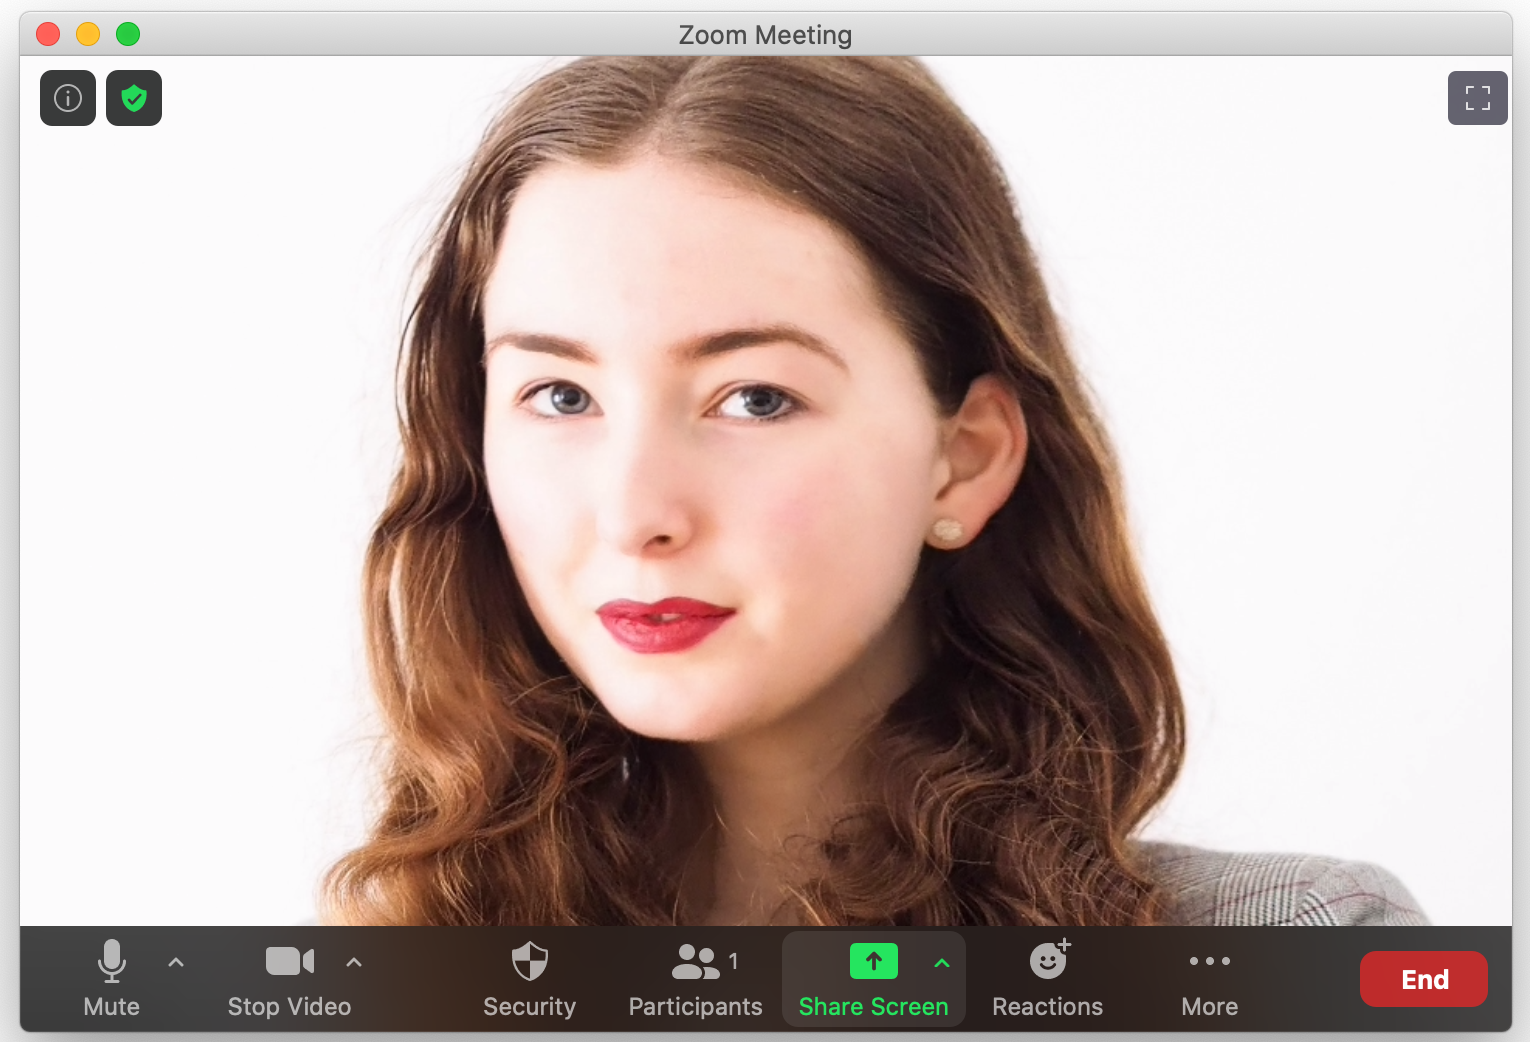 Zoom Meeting
1
Mute
Stop Video
Security
Participants
Share Screen
Reactions
More
End